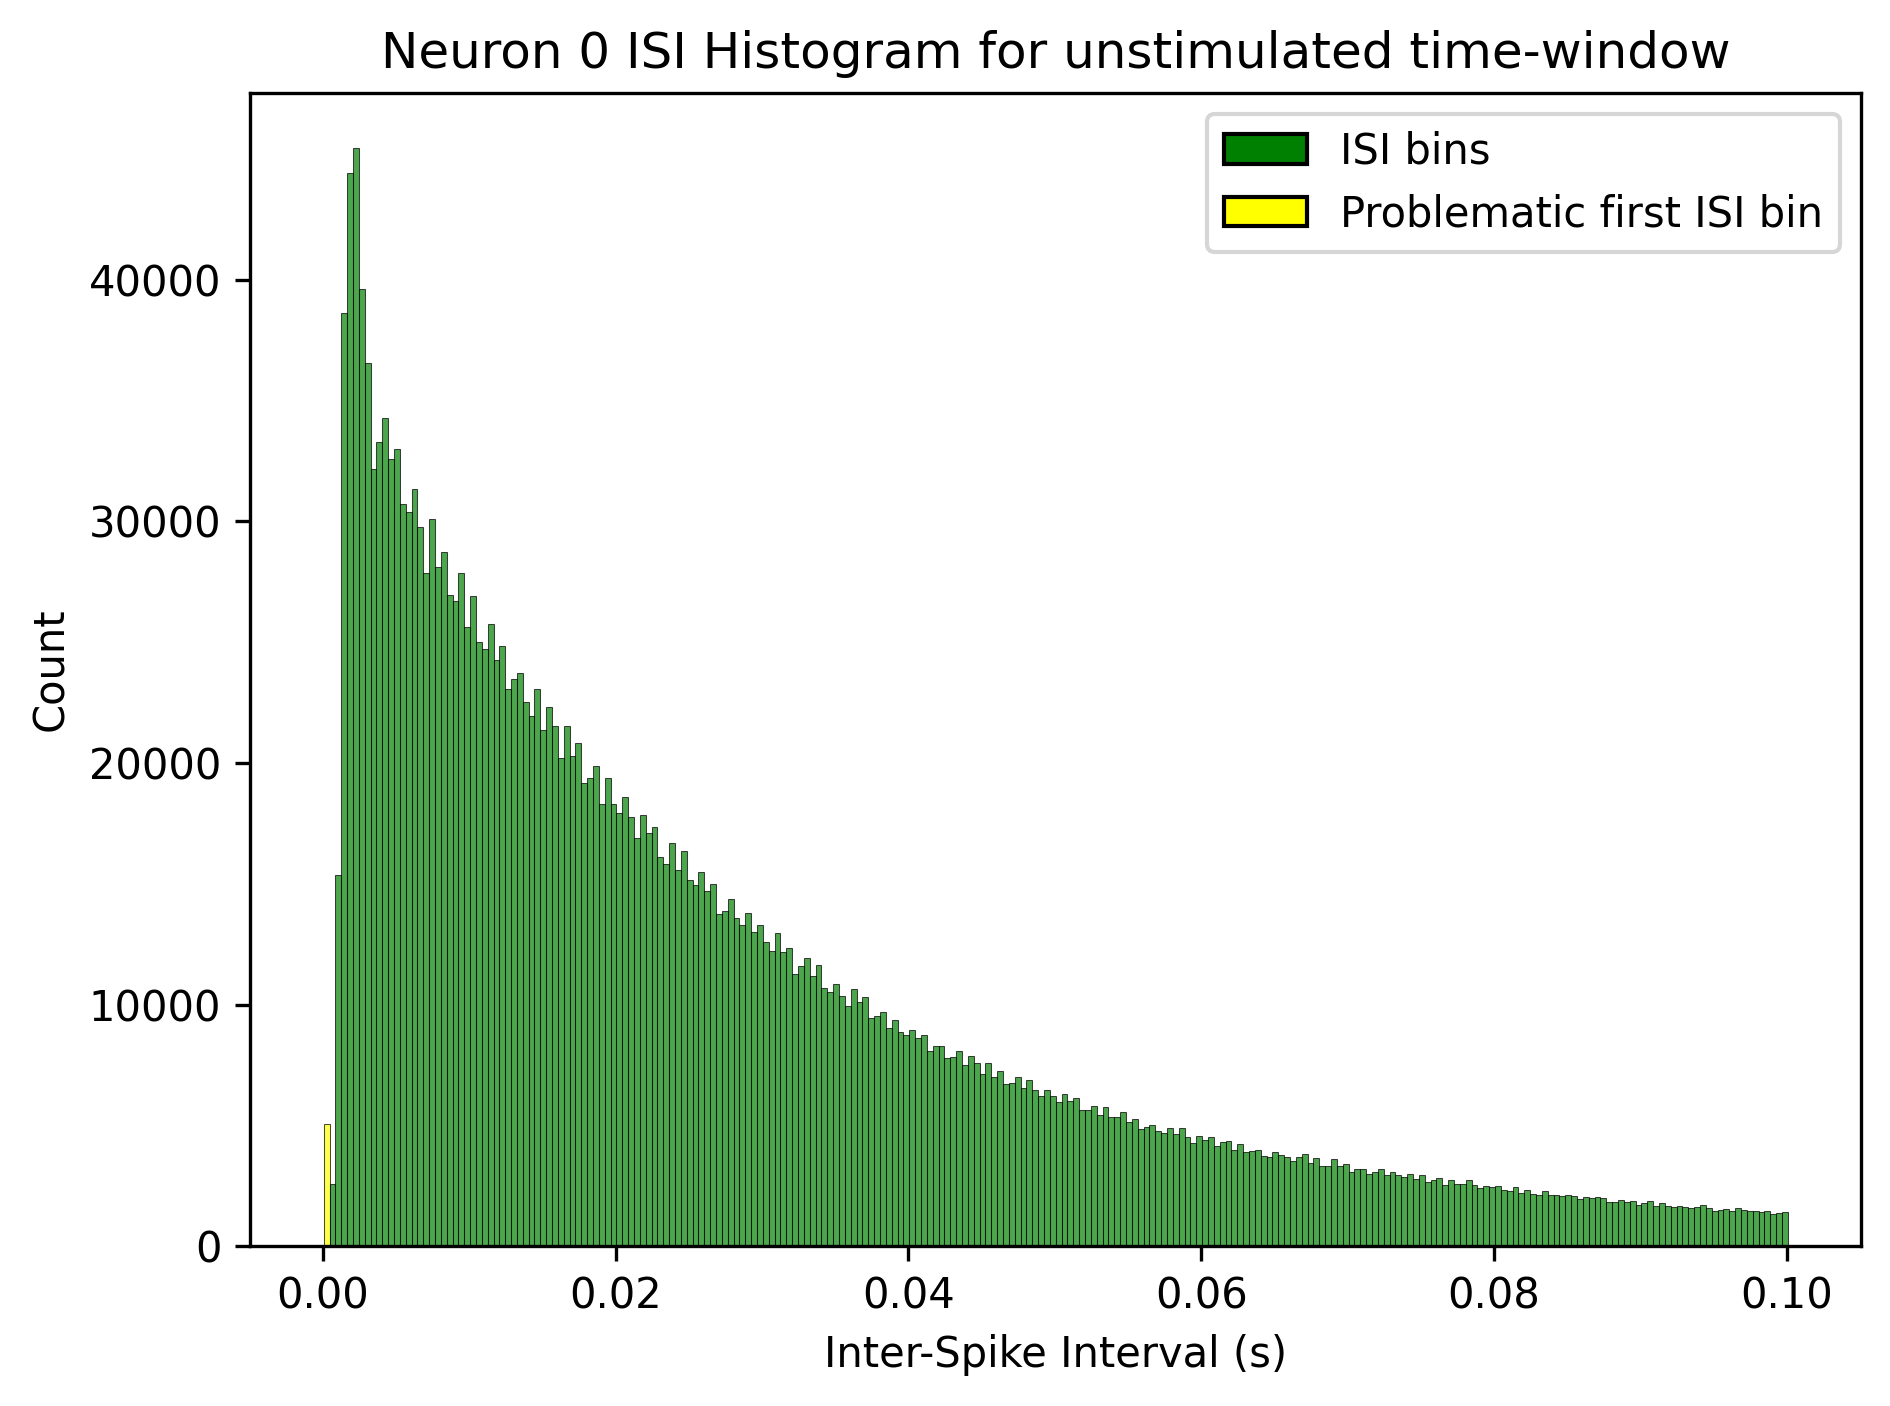 Neuron 0 ISI Histogram for unstimulated time-window
ISI bins
Problematic first ISI bin
Count
40000
30000
20000
10000
0
0.00 0.02 0.04 0.06 0.08 0.10
Inter-Spike Interval (s)